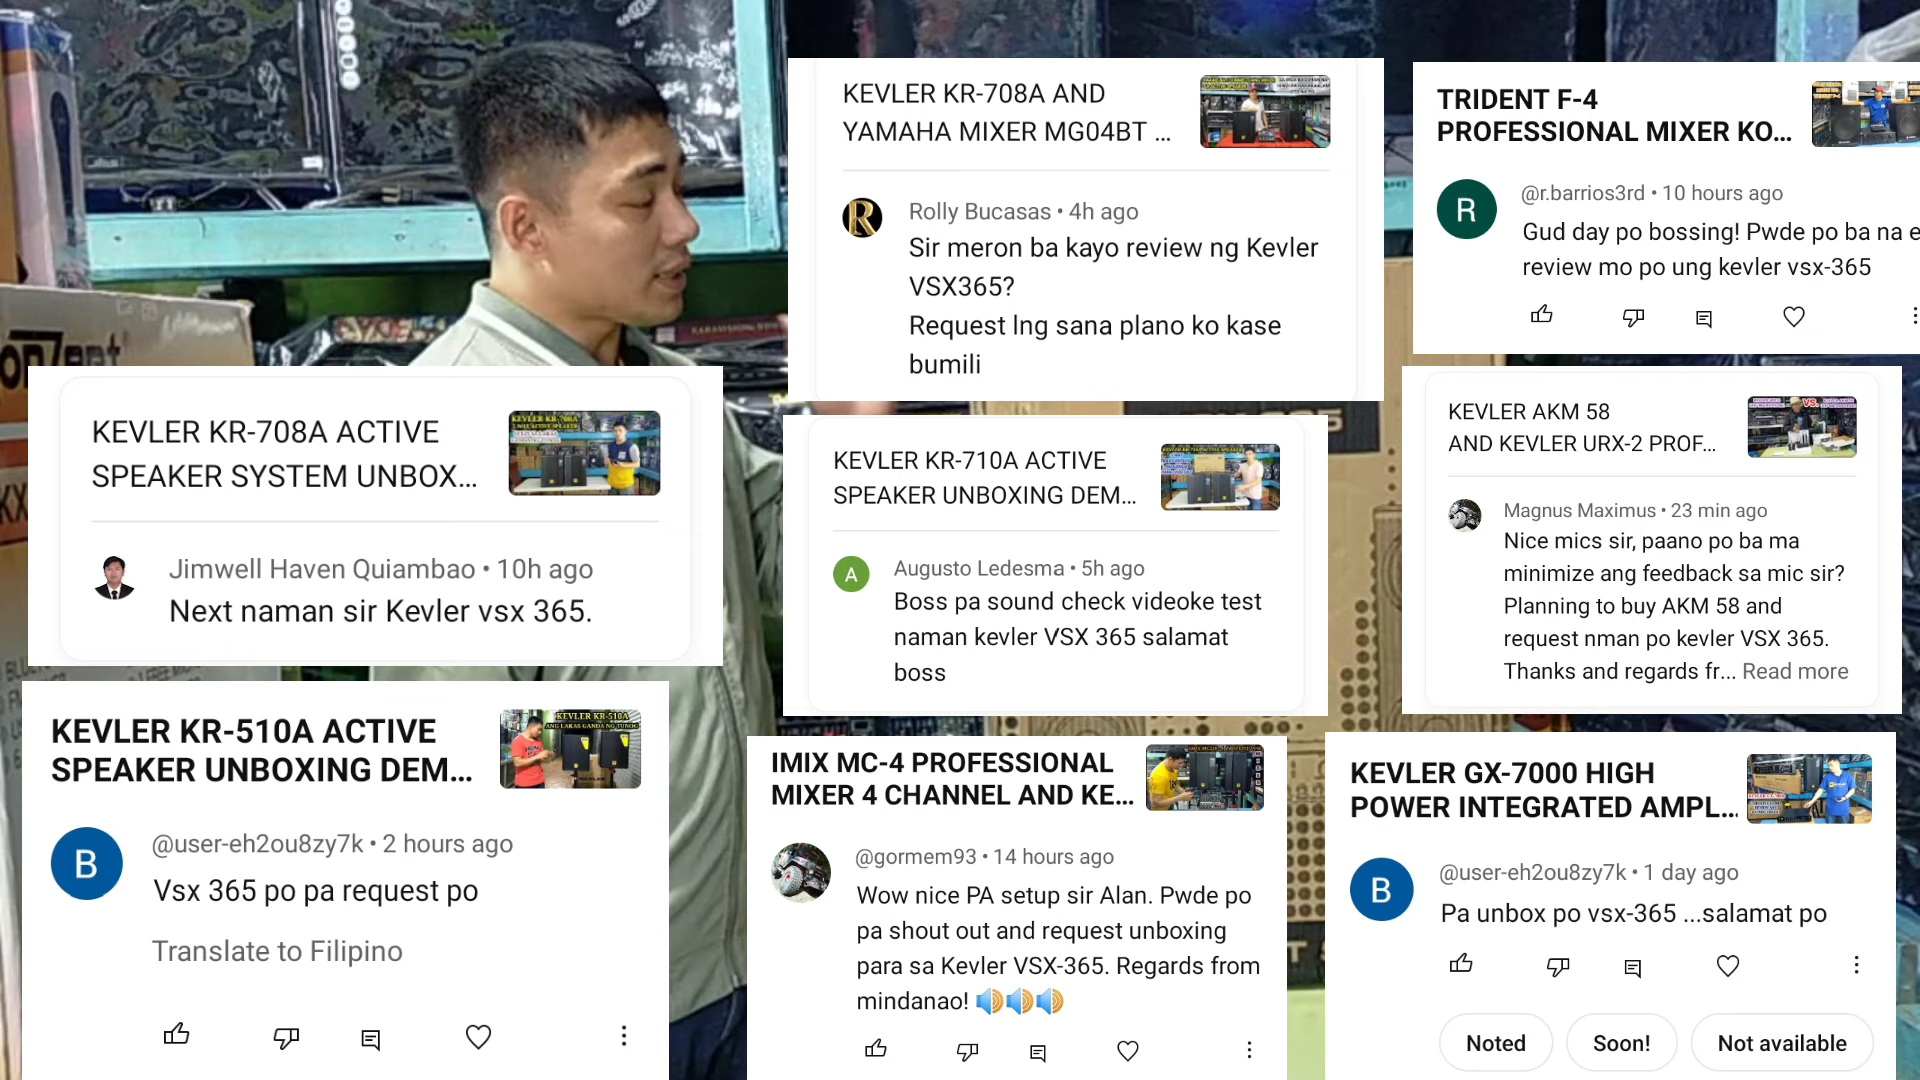 KEVLER KR-708A AND
YAMAHA MIXER MG04BT ...
Rolly Bucasas • 4h ago
Sir meron ba kayo review ng Kevler
VSX365?
Request lng sana plano ko kase
bumili
TRIDENT F-4
PROFESSIONAL MIXER KO...
R
@r.barrios3rd • 10 hours ago
Gud day po bossing! Pwde po ba na e
review mo po ung kevler vsx-365
KEVLER KR-708A ACTIVE
SPEAKER SYSTEM UNBOX...
Jimwell Haven Quiambao • 10h ago
Next naman sir Kevler vsx 365.
KEVLER KR-710A ACTIVE
SPEAKER UNBOXING DEM...
A
Augusto Ledesma • 5h ago
Boss pa sound check videoke test
naman kevler VSX 365 salamat
boss
KEVLER AKM 58
AND KEVLER URX-2 PROF...
Magnus Maximus • 23 min ago
Nice mics sir, paano po ba ma
minimize ang feedback sa mic sir?
Planning to buy AKM 58 and
request nman po kevler VSX 365.
Thanks and regards fr... Read more
KEVLER KR-510A ACTIVE
SPEAKER UNBOXING DEM...
KEVLER KR-510A
ANG LAKAS GANDA NG TUNOG
B
@user-eh2ou8zy7k • 2 hours ago
Vsx 365 po pa request po
Translate to Filipino
IMIX MC-4 PROFESSIONAL
MIXER 4 CHANNEL AND KE...
@gormem93 • 14 hours ago
Wow nice PA setup sir Alan. Pwde po
pa shout out and request unboxing
para sa Kevler VSX-365. Regards from
mindanao! 🔊🔊🔊
KEVLER GX-7000 HIGH
POWER INTEGRATED AMPL...
B
@user-eh2ou8zy7k • 1 day ago
Pa unbox po vsx-365 ...salamat po
Noted
Soon!
Not available